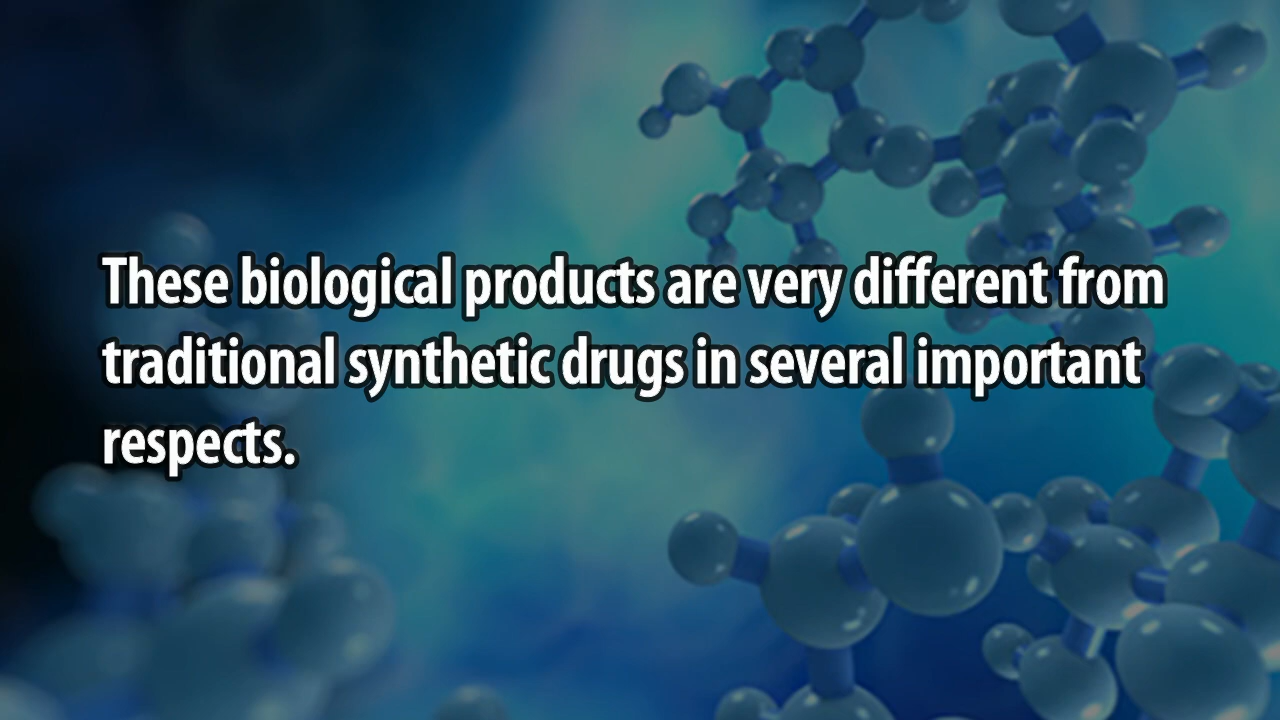 These biological products are very different from
traditional synthetic drugs in several important
respects.